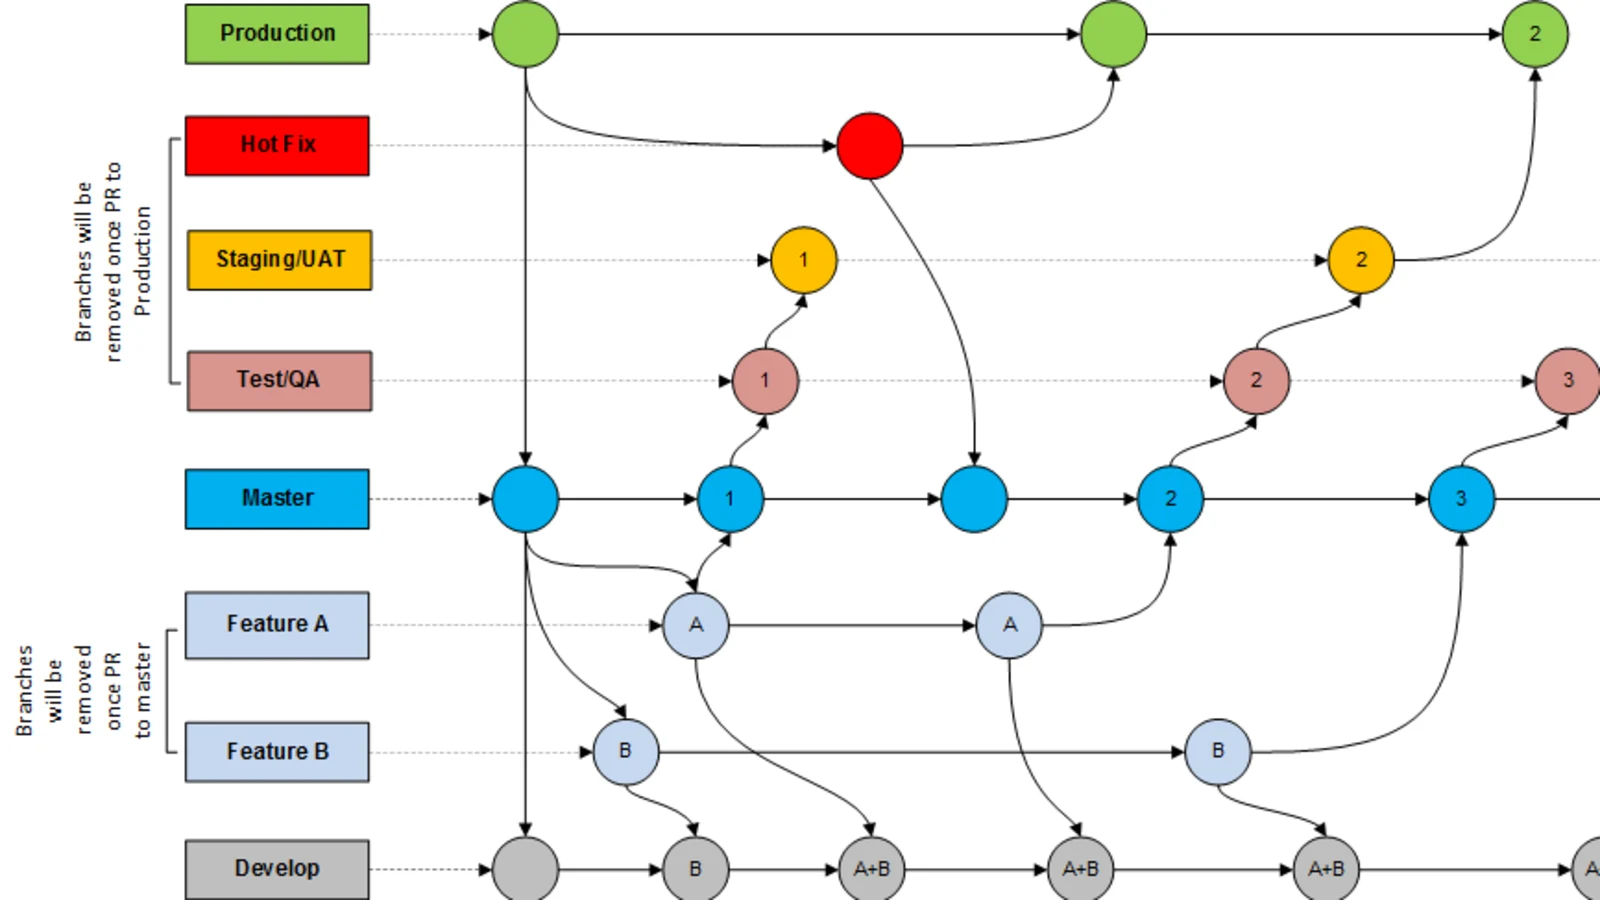 Production
2
Hot Fix
Branches will be
removed once PR to
Production
Staging/UAT
1
2
Test/QA
1
2
3
Master
1
2
3
Feature A
A
A
Branches
will be
removed
once PR
to master
Feature B
B
B
Develop
B
A+B
A+B
A+B
A